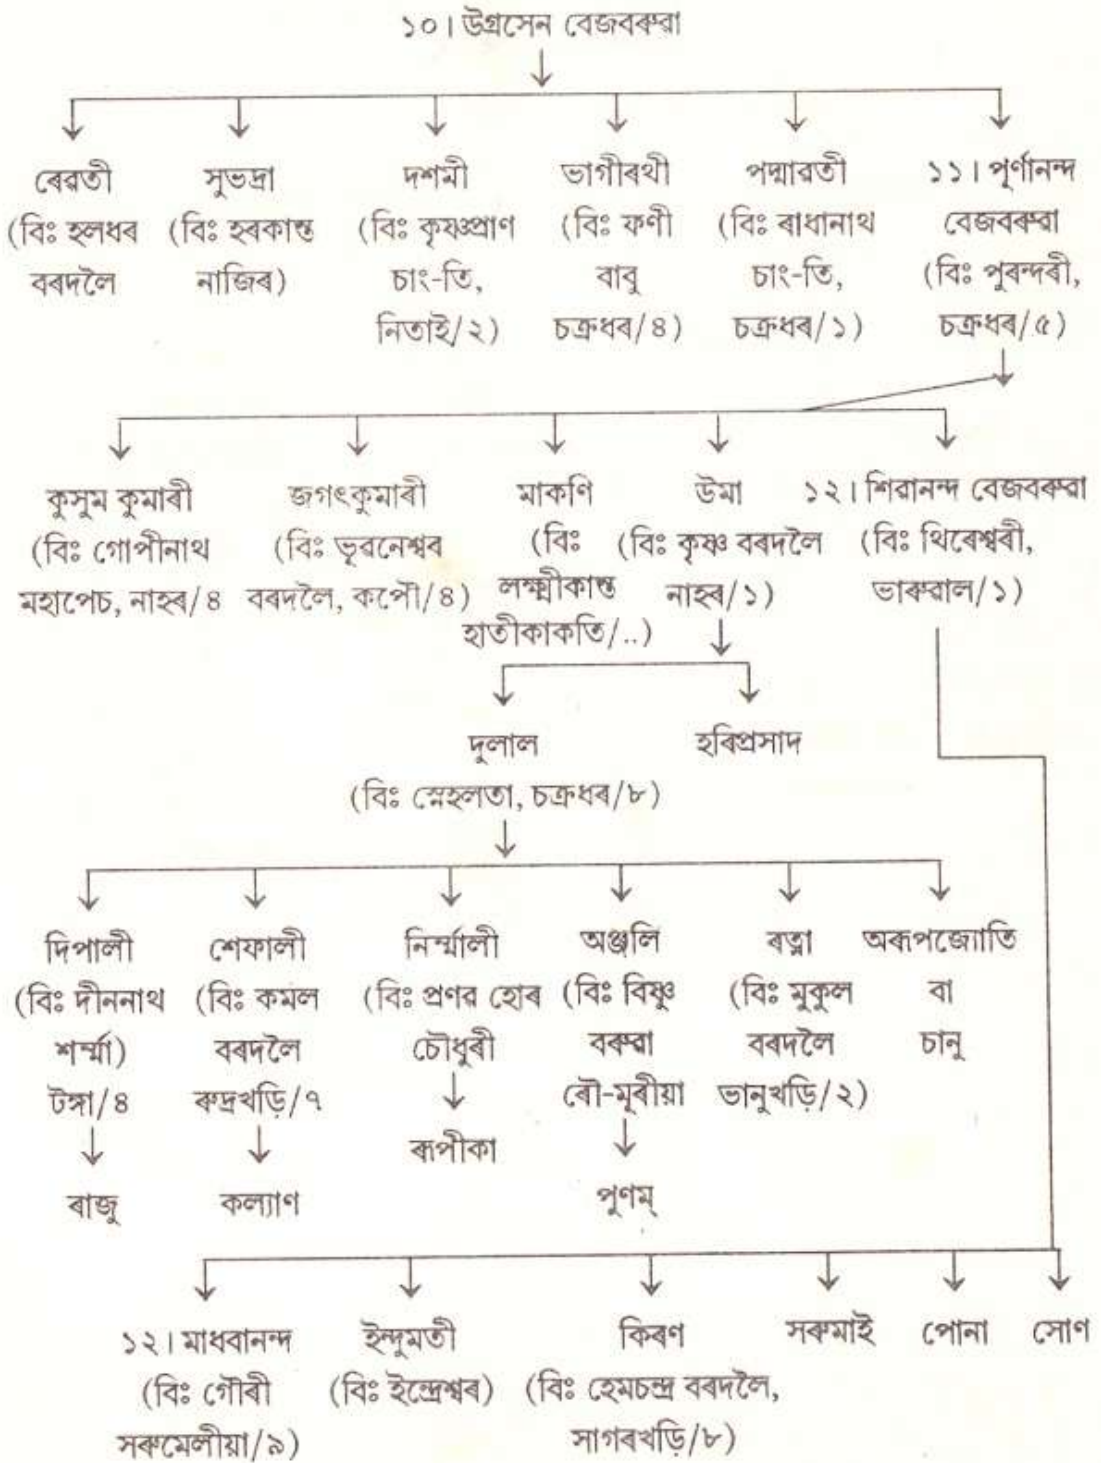 ১০। উগ্ৰসেন বেজবৰুৱা
ৰেৱতী সুভদ্ৰা দশমী ভাগীৰথী পদ্মাৱতী ১১। পূৰ্ণানন্দ
(বিঃ হলধৰ (বিঃ হৰকান্ত (বিঃ কৃষ্ণপ্ৰাণ (বিঃ ফণী (বিঃ ৰাধানাথ বেজবৰুৱা
বৰদলৈ নাজিৰ) চাং-তি, বাবু চাং-তি, (বিঃ পুৰন্দৰী,
নিতাই/২) চক্ৰধৰ/৪) চক্ৰধৰ/১) চক্ৰধৰ/৫)
কুসুম কুমাৰী জগৎকুমাৰী মাকণি উমা ১২। শিৱানন্দ বেজবৰুৱা
(বিঃ গোপীনাথ (বিঃ ভূৱনেশ্বৰ (বিঃ (বিঃ কৃষ্ণ বৰদলৈ (বিঃ থিৰেশ্বৰী,
মহাপেচ, নাহৰ/৪ বৰদলৈ, কপৌ/৪) লক্ষ্মীকান্ত নাহৰ/১) ভাৰুৱাল/১)
হাতীকাকতি/..)
দুলাল হৰিপ্ৰসাদ
(বিঃ স্নেহলতা, চক্ৰধৰ/৮)
দিপালী শেফালী নিৰ্ম্মালী অঞ্জলি ৰত্না অৰূপজ্যোতি
(বিঃ দীননাথ (বিঃ কমল (বিঃ প্ৰণৱ হোৰ (বিঃ বিষ্ণু (বিঃ মুকুল বা
শৰ্ম্মা) বৰদলৈ চৌধুৰী বৰুৱা বৰদলৈ চানু
টঙ্গা/৪ ৰুদ্ৰখড়ি/৭ ৰৌ-মূৰীয়া ভানুখড়ি/২)
ৰূপীকা
ৰাজু কল্যাণ পুণম্
১২। মাধবানন্দ ইন্দুমতী কিৰণ সৰুমাই পোনা সোণ
(বিঃ গৌৰী (বিঃ ইন্দ্ৰেশ্বৰ) (বিঃ হেমচন্দ্ৰ বৰদলৈ,
সৰুমেলীয়া/৯) সাগৰখড়ি/৮)